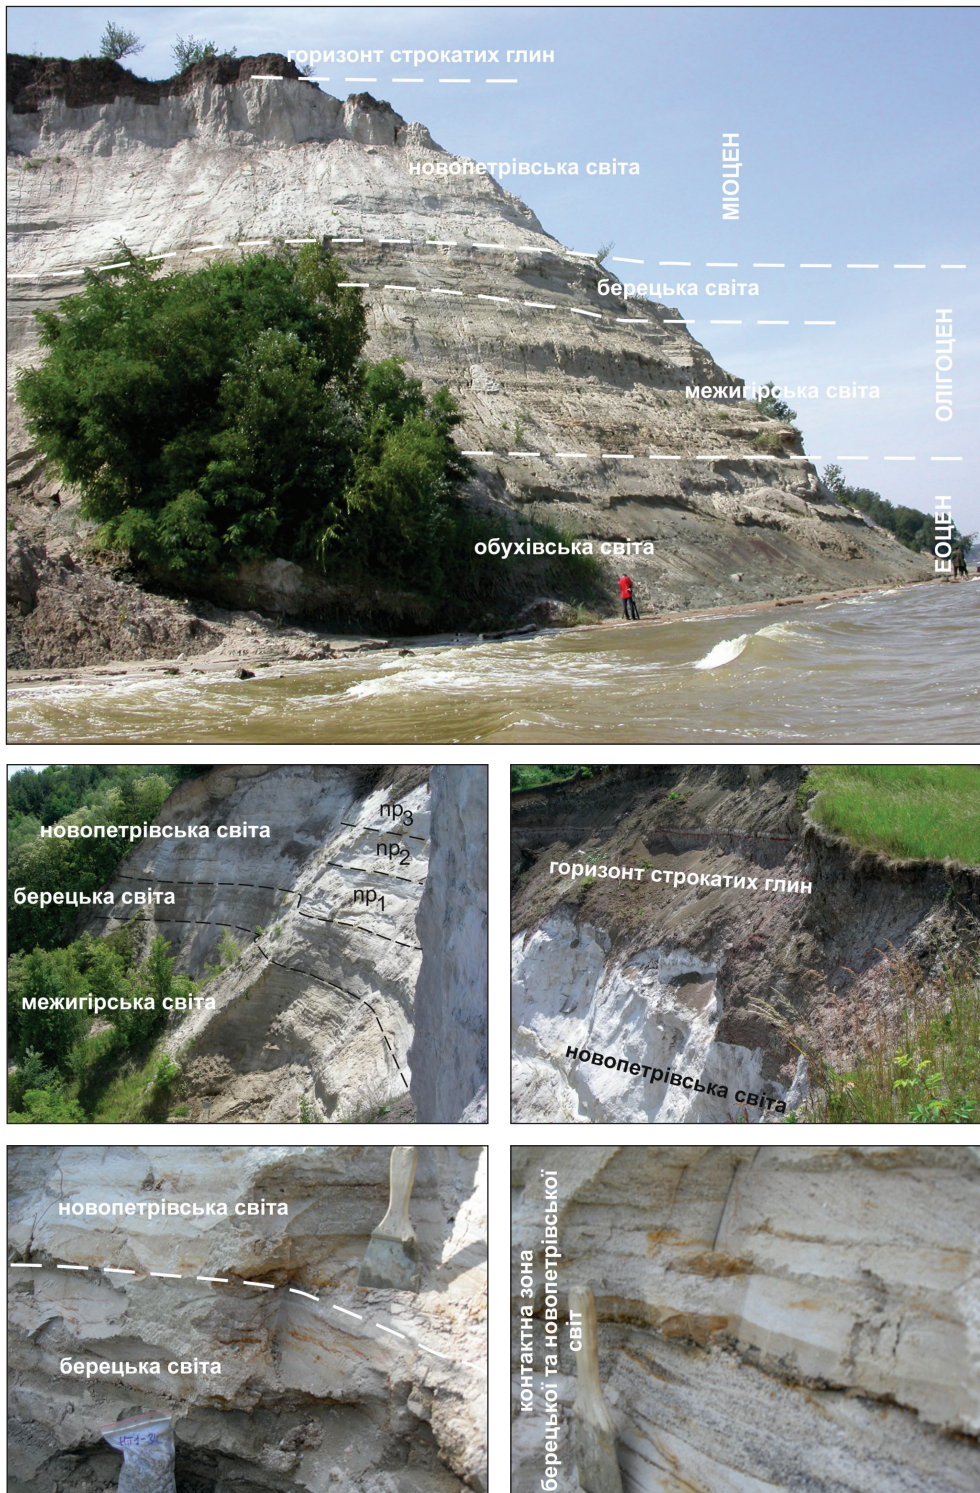 горизонт строкатих глин
новопетрівська світа
МІОЦЕН
берецька світа
ОЛІГОЦЕН
межигірська світа
ЕОЦЕН
обухівська світа
новопетрівська світа
np3
np2
np1
берецька світа
межигірська світа
горизонт строкатих глин
новопетрівська світа
новопетрівська світа
берецька світа
контактна зона
берецької та новопетрівської
світ